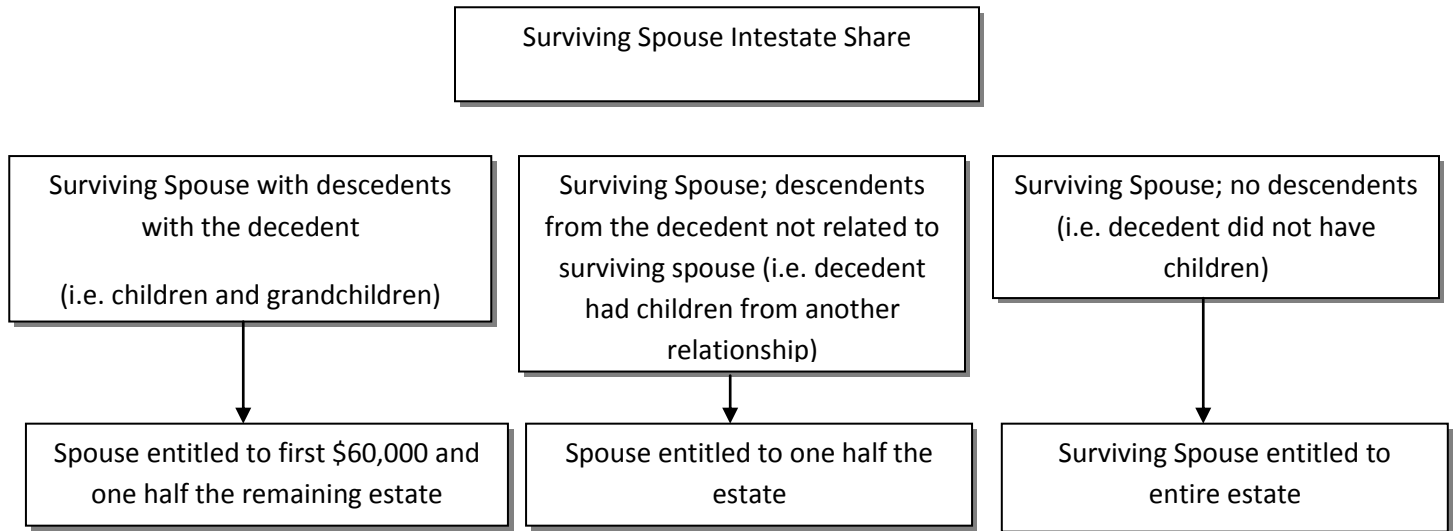 Surviving Spouse Intestate Share
Surviving Spouse with descedents
with the decedent
(i.e. children and grandchildren)
Surviving Spouse; descendents
from the decedent not related to
surviving spouse (i.e. decedent
had children from another
relationship)
Surviving Spouse; no descendents
(i.e. decedent did not have
children)
Spouse entitled to first $60,000 and
one half the remaining estate
Spouse entitled to one half the
estate
Surviving Spouse entitled to
entire estate